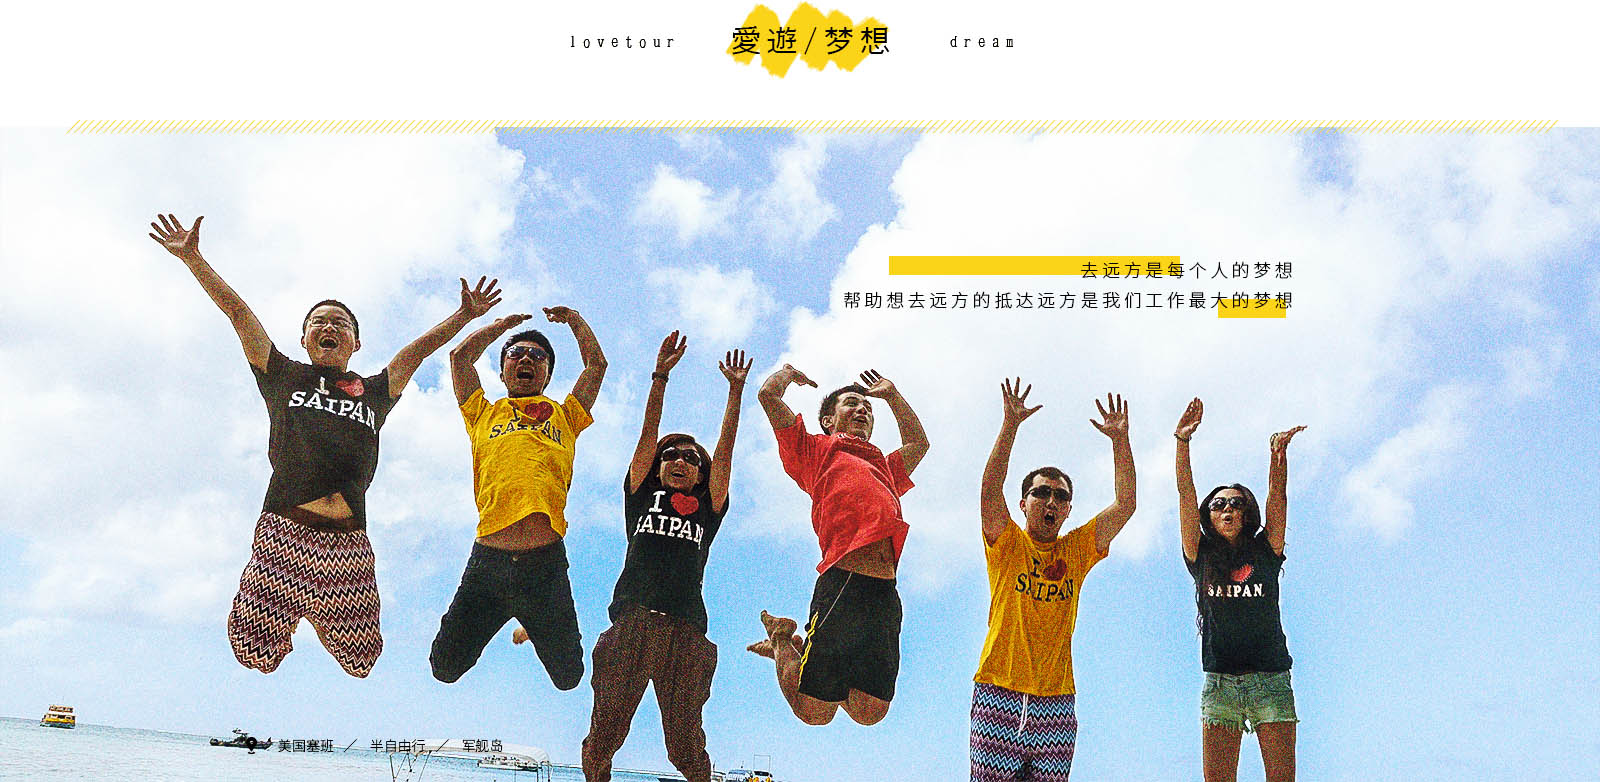 lovetour 愛遊/梦想 dream
去远方是每个人的梦想
帮助想去远方的抵达远方是我们工作最大的梦想
I
SAIPAN
I
SAIPAN
I
SAIPAN
I
SAIPAN
SAIPAN
美国塞班 / 半自由行 / 军舰岛